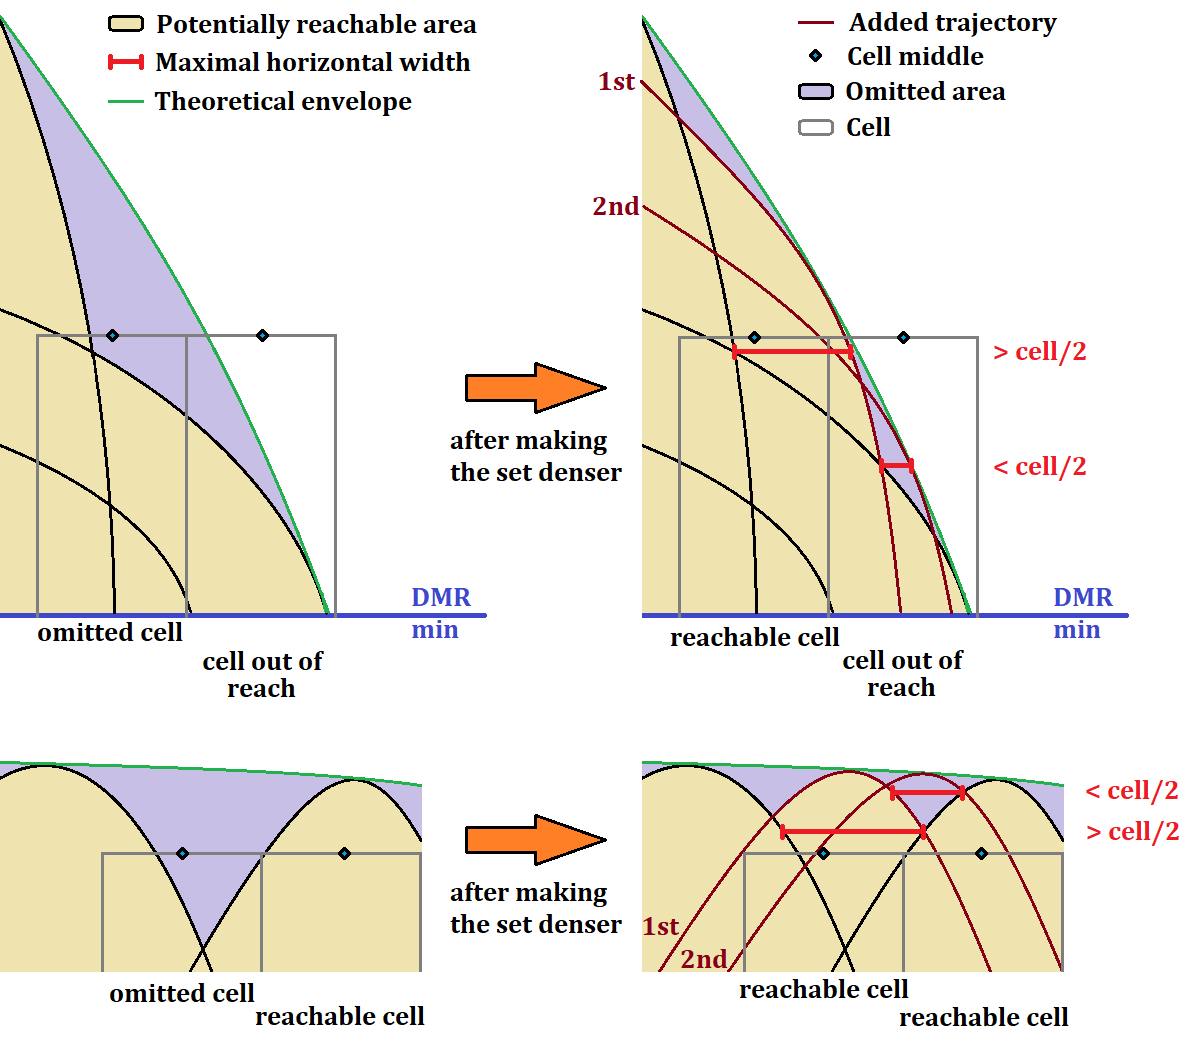 Potentially reachable area
Maximal horizontal width
Theoretical envelope
Added trajectory
Cell middle
Omitted area
Cell
1st
2nd
> cell/2
< cell/2
after making
the set denser
DMR
min
omitted cell
cell out of
reach
DMR
min
reachable cell
cell out of
reach
< cell/2
> cell/2
after making
the set denser
1st
2nd
omitted cell
reachable cell
reachable cell
reachable cell